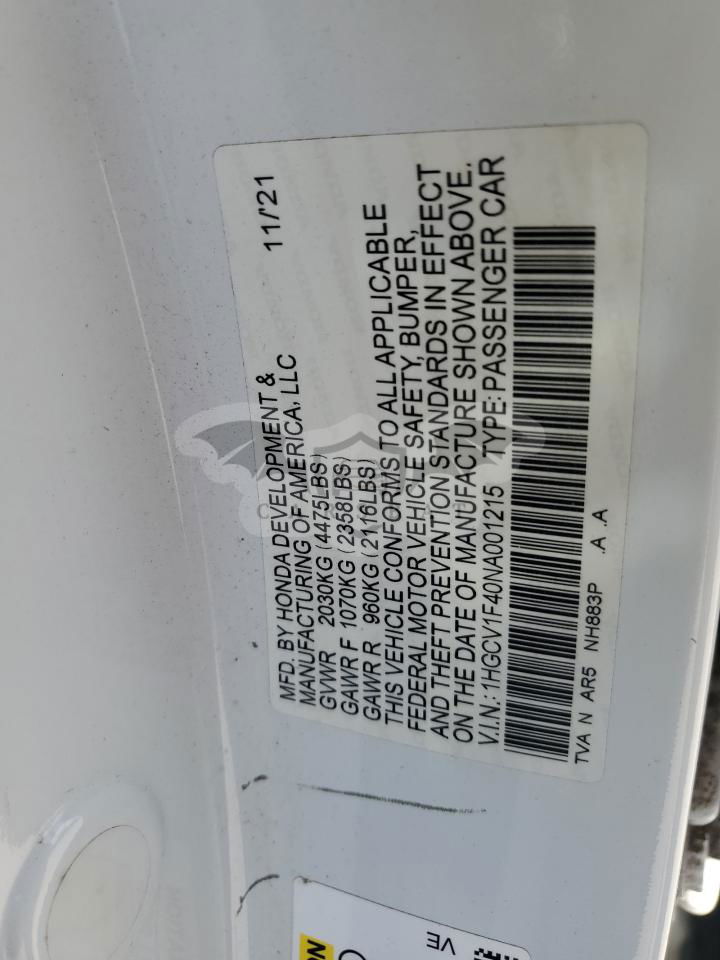 11/'21
MFD. BY HONDA DEVELOPMENT &
MANUFACTURING OF AMERICA, LLC
GVWR 2030KG (4475LBS)
GAWR F 1070KG (2358LBS)
GAWR R 960KG (2116LBS)
THIS VEHICLE CONFORMS TO ALL APPLICABLE
FEDERAL MOTOR VEHICLE SAFETY, BUMPER,
AND THEFT PREVENTION STANDARDS IN EFFECT
ON THE DATE OF MANUFACTURE SHOWN ABOVE.
V.I.N.: 1HGCV1F40NA001215 TYPE: PASSENGER CAR
TVA N AR5 NH883P .A .A
VE